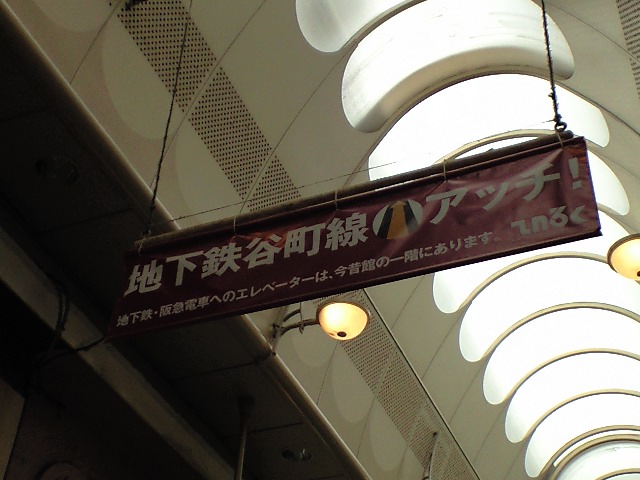 地下鉄谷町線アッチ!
地下鉄・阪急電車へのエレベーターは、今昔館の一階にあります。